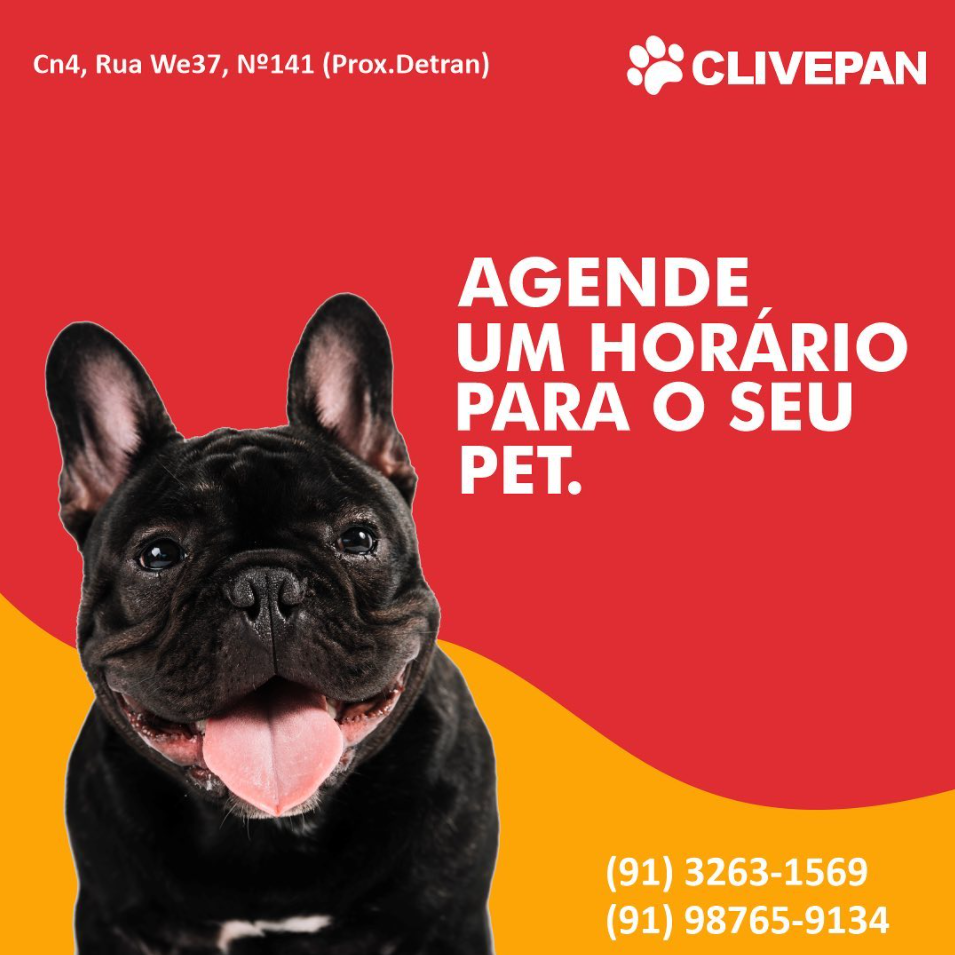 Cn4, Rua We37, Nº141 (Prox.Detran)
CLIVEPAN
AGENDE
UM HORÁRIO
PARA O SEU
PET.
(91) 3263-1569
(91) 98765-9134